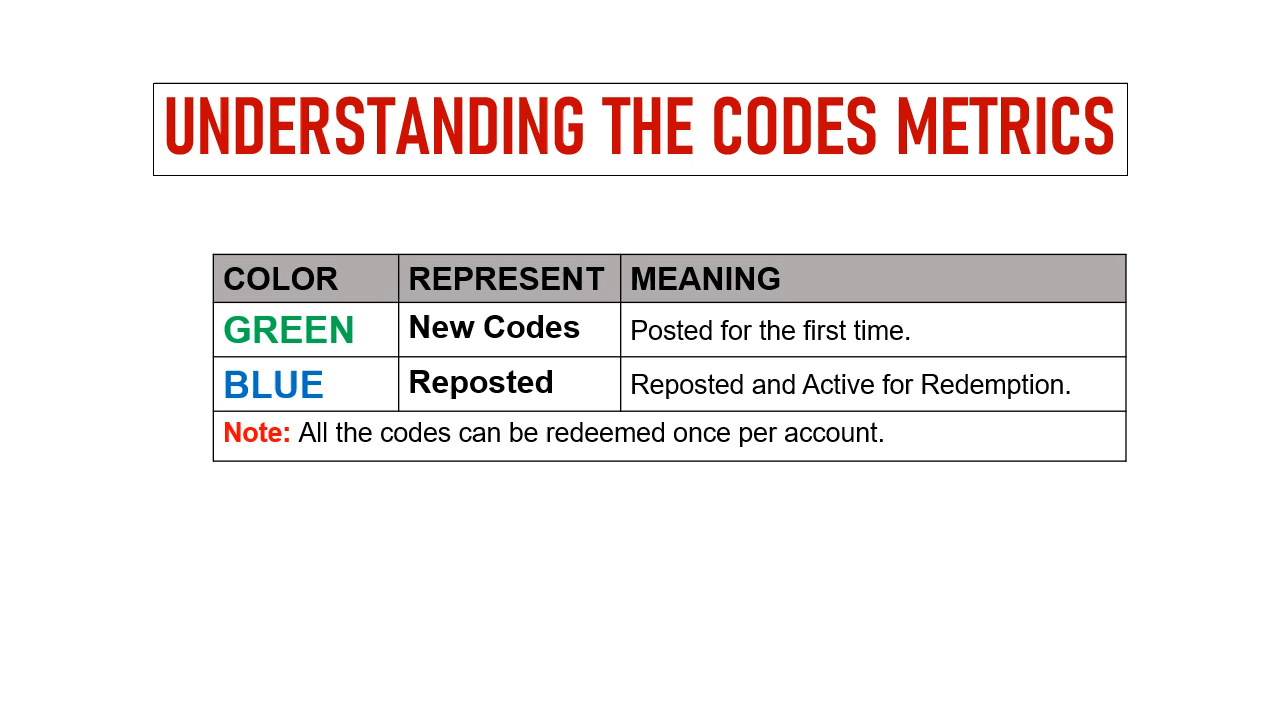 UNDERSTANDING THE CODES METRICS
COLOR REPRESENT MEANING
GREEN New Codes Posted for the first time.
BLUE Reposted Reposted and Active for Redemption.
Note: All the codes can be redeemed once per account.